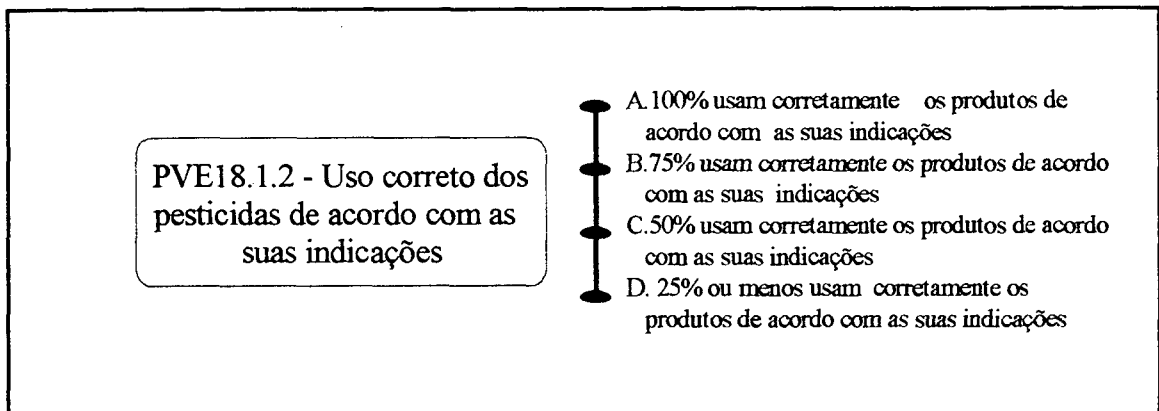 PVE18.1.2 - Uso correto dos
pesticidas de acordo com as
suas indicações
A.100% usam corretamente os produtos de
acordo com as suas indicações
B.75% usam corretamente os produtos de acordo
com as suas indicações
C.50% usam corretamente os produtos de acordo
com as suas indicações
D. 25% ou menos usam corretamente os
produtos de acordo com as suas indicações